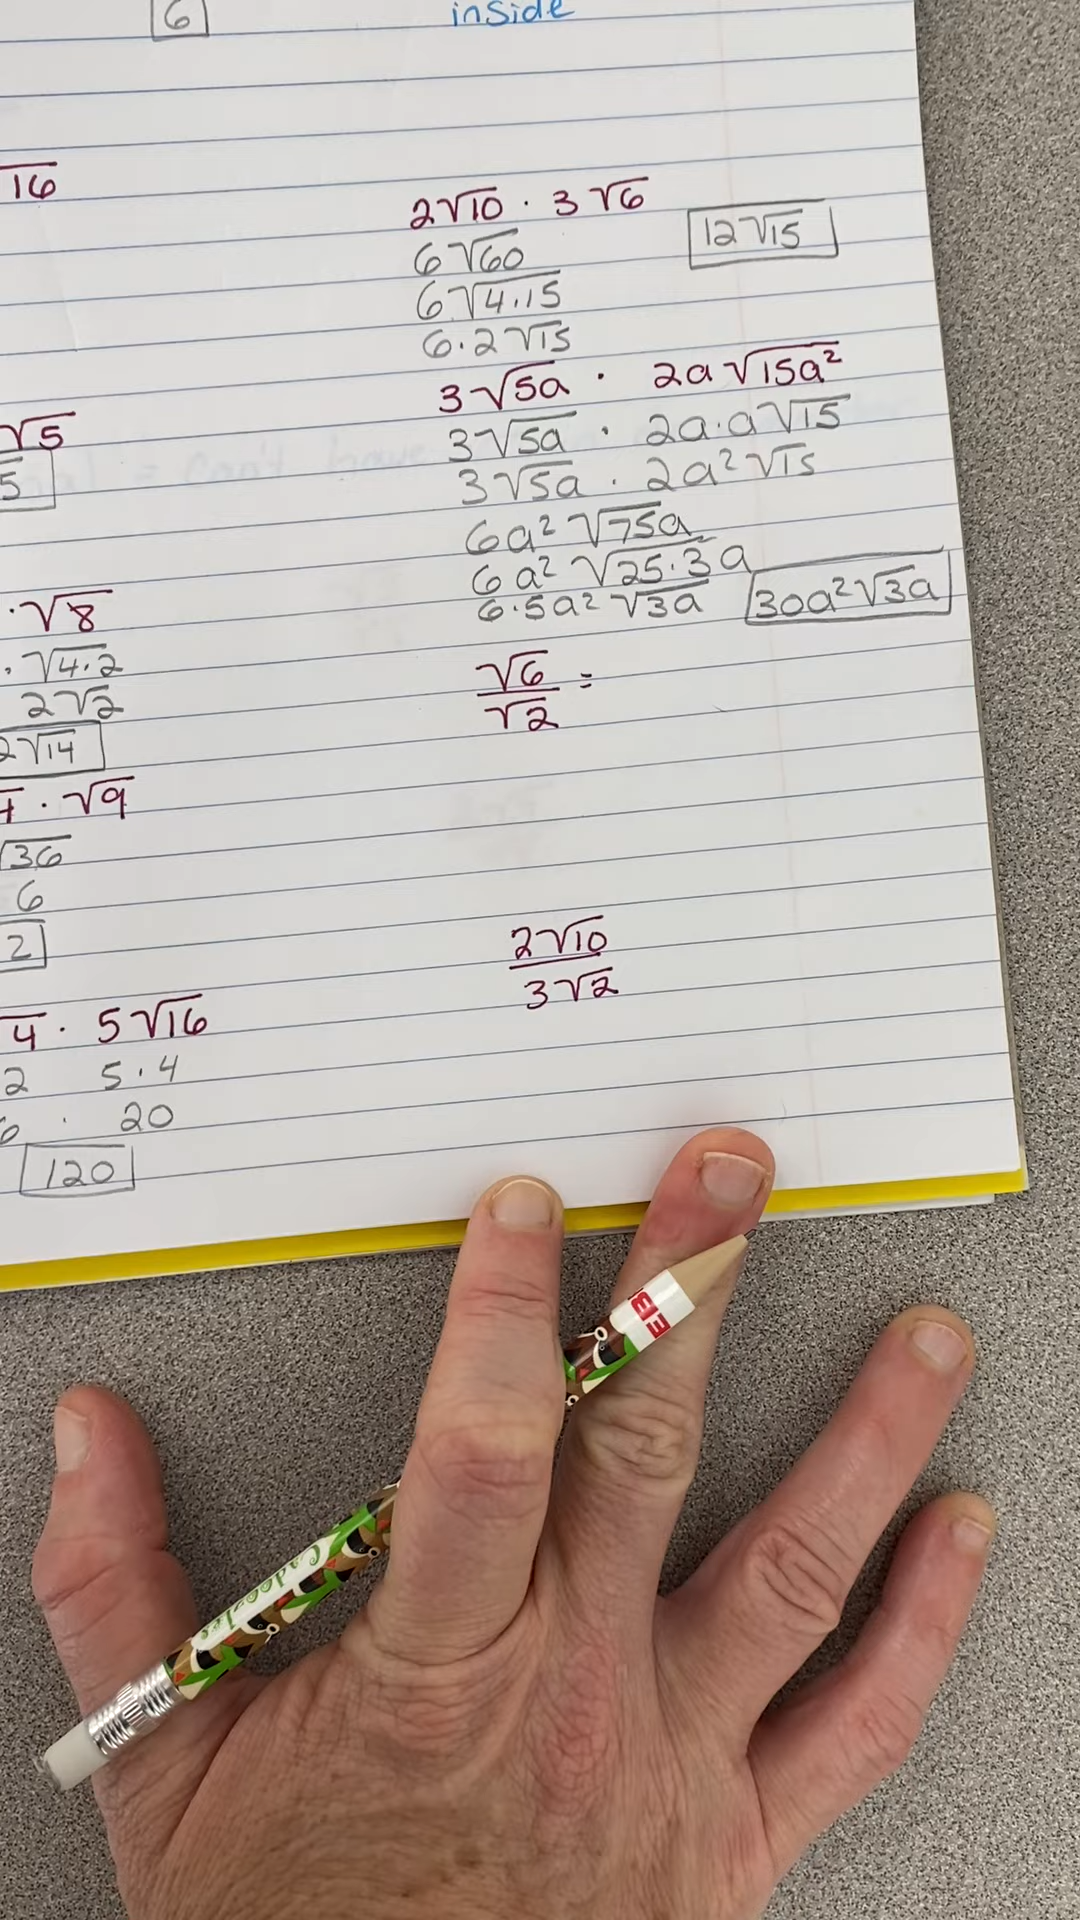 6
inside
√16
2√10 · 3√6
6√60
12√15
6√4·15
6·2√15
3√5a · 2a√15a²
√5
3√5a · 2a·a√15
5
3√5a · 2a²√15
6a²√75a
6a²√25·3a
·√8
6·5a²√3a
30a²√3a
·√4·2
√6/√2 =
2√2
2√14
· √9
√36
6
2√10/3√2
2
√4 · 5√16
2 5·4
· 20
120